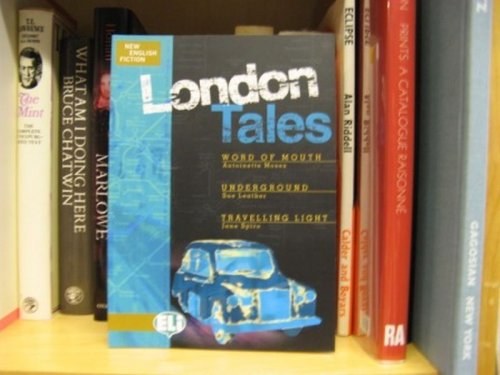 NEW
ENGLISH
FICTION
London
Tales
WORD OF MOUTH
Antoinette Moses
UNDERGROUND
Sue Leather
TRAVELLING LIGHT
Jane Spiro
ELI
The
Mint
WHAT AM I DOING HERE
BRUCE CHATWIN
MARLOWE
ECLIPSE
Alan Riddell
Calder and Boyars
PRINTS: A CATALOGUE RAISONNÉ
RA
GAGOSIAN NEW YORK